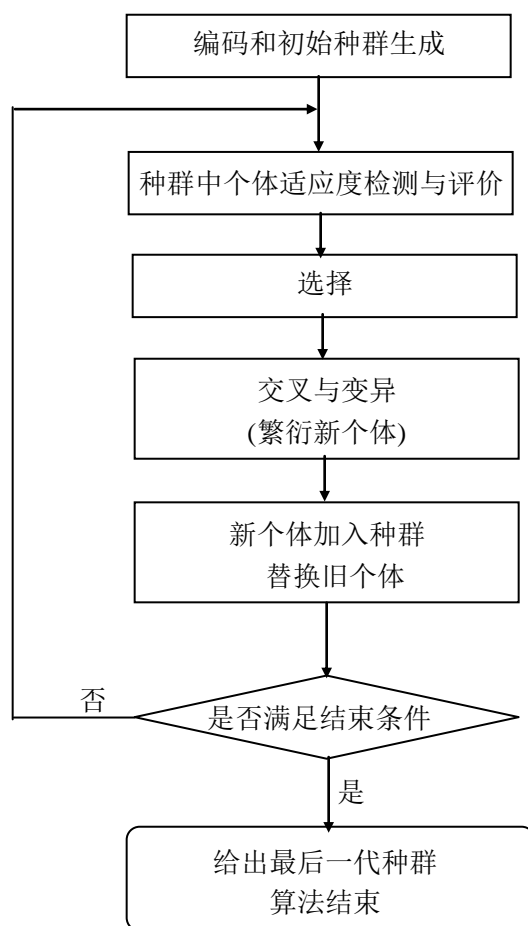 编码和初始种群生成
种群中个体适应度检测与评价
选择
交叉与变异
(繁衍新个体)
新个体加入种群
替换旧个体
否
是否满足结束条件
是
给出最后一代种群
算法结束